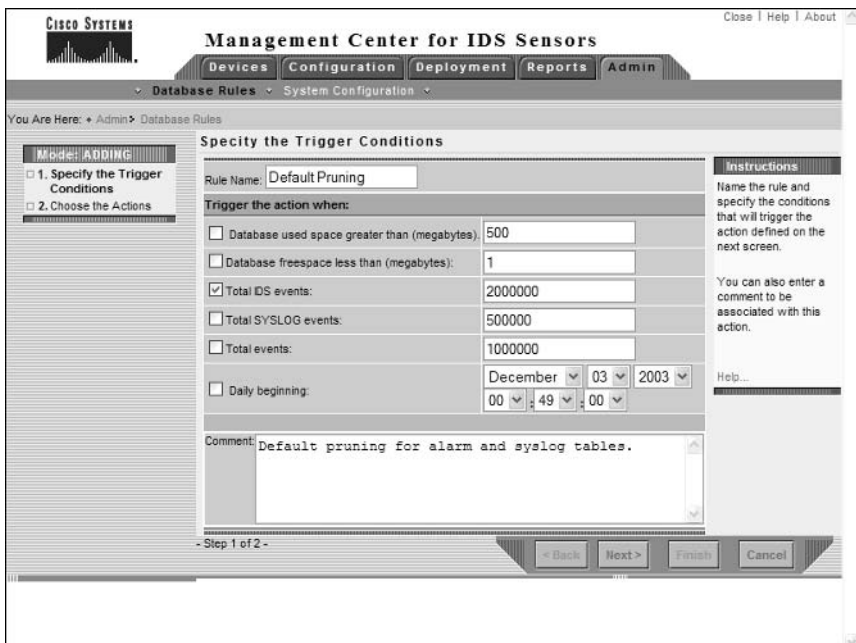 Close | Help | About
CISCO SYSTEMS
Management Center for IDS Sensors
Devices Configuration Deployment Reports Admin
Database Rules System Configuration
You Are Here: Admin > Database Rules
Mode: ADDING
1. Specify the Trigger
Conditions
2. Choose the Actions
Specify the Trigger Conditions
Rule Name: Default Pruning
Trigger the action when:
Database used space greater than (megabytes). 500
Database freespace less than (megabytes): 1
Total IDS events: 2000000
Total SYSLOG events: 500000
Total events: 1000000
Daily beginning: December 03 2003
00 : 49 : 00
Comment: Default pruning for alarm and syslog tables.
Instructions
Name the rule and
specify the conditions
that will trigger the
action defined on the
next screen.
You can also enter a
comment to be
associated with this
action.
Help...
- Step 1 of 2 -
< Back Next > Finish Cancel